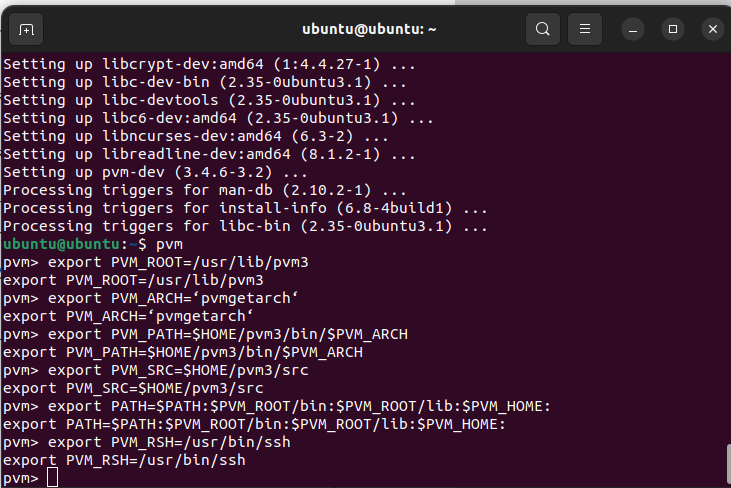 ubuntu@ubuntu: ~
Setting up libcrypt-dev:amd64 (1:4.4.27-1) ...
Setting up libc-dev-bin (2.35-0ubuntu3.1) ...
Setting up libc-devtools (2.35-0ubuntu3.1) ...
Setting up libc6-dev:amd64 (2.35-0ubuntu3.1) ...
Setting up libncurses-dev:amd64 (6.3-2) ...
Setting up libreadline-dev:amd64 (8.1.2-1) ...
Setting up pvm-dev (3.4.6-3.2) ...
Processing triggers for man-db (2.10.2-1) ...
Processing triggers for install-info (6.8-4build1) ...
Processing triggers for libc-bin (2.35-0ubuntu3.1) ...
ubuntu@ubuntu:~$ pvm
pvm> export PVM_ROOT=/usr/lib/pvm3
export PVM_ROOT=/usr/lib/pvm3
pvm> export PVM_ARCH=‘pvmgetarch‘
export PVM_ARCH=‘pvmgetarch‘
pvm> export PVM_PATH=$HOME/pvm3/bin/$PVM_ARCH
export PVM_PATH=$HOME/pvm3/bin/$PVM_ARCH
pvm> export PVM_SRC=$HOME/pvm3/src
export PVM_SRC=$HOME/pvm3/src
pvm> export PATH=$PATH:$PVM_ROOT/bin:$PVM_ROOT/lib:$PVM_HOME:
export PATH=$PATH:$PVM_ROOT/bin:$PVM_ROOT/lib:$PVM_HOME:
pvm> export PVM_RSH=/usr/bin/ssh
export PVM_RSH=/usr/bin/ssh
pvm>